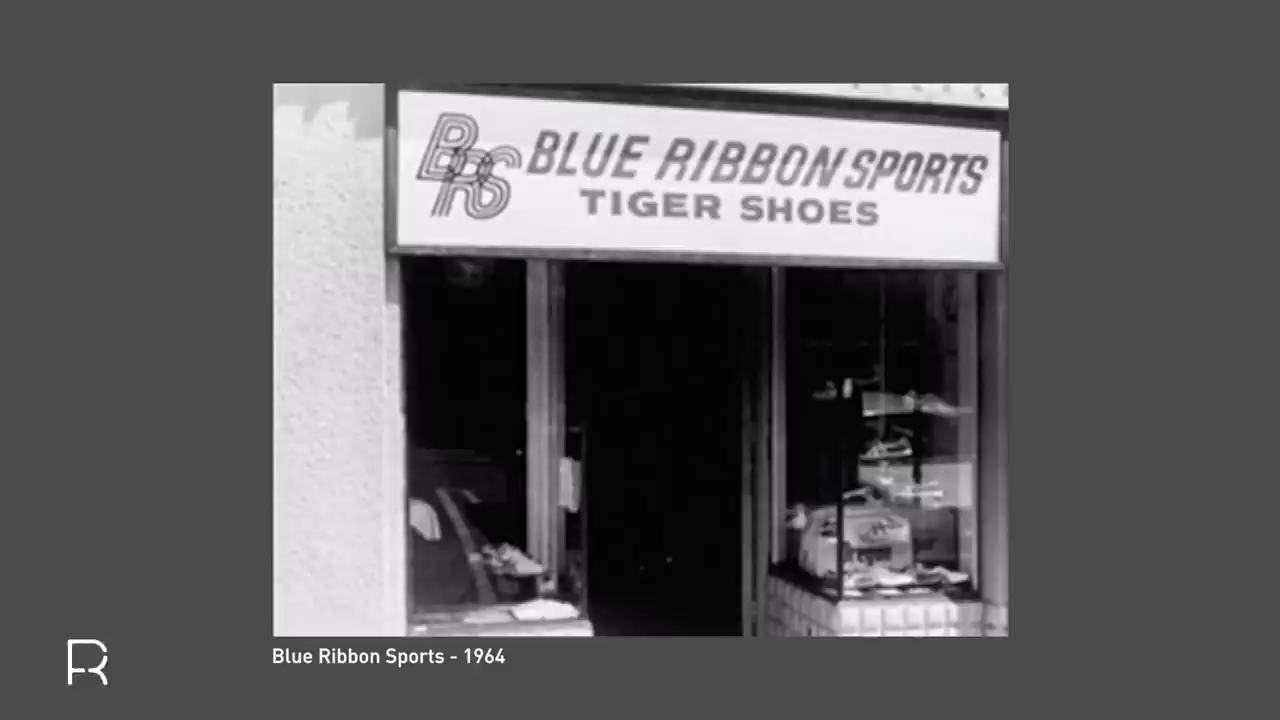 BRS
BLUE RIBBON SPORTS
TIGER SHOES
Blue Ribbon Sports - 1964
R